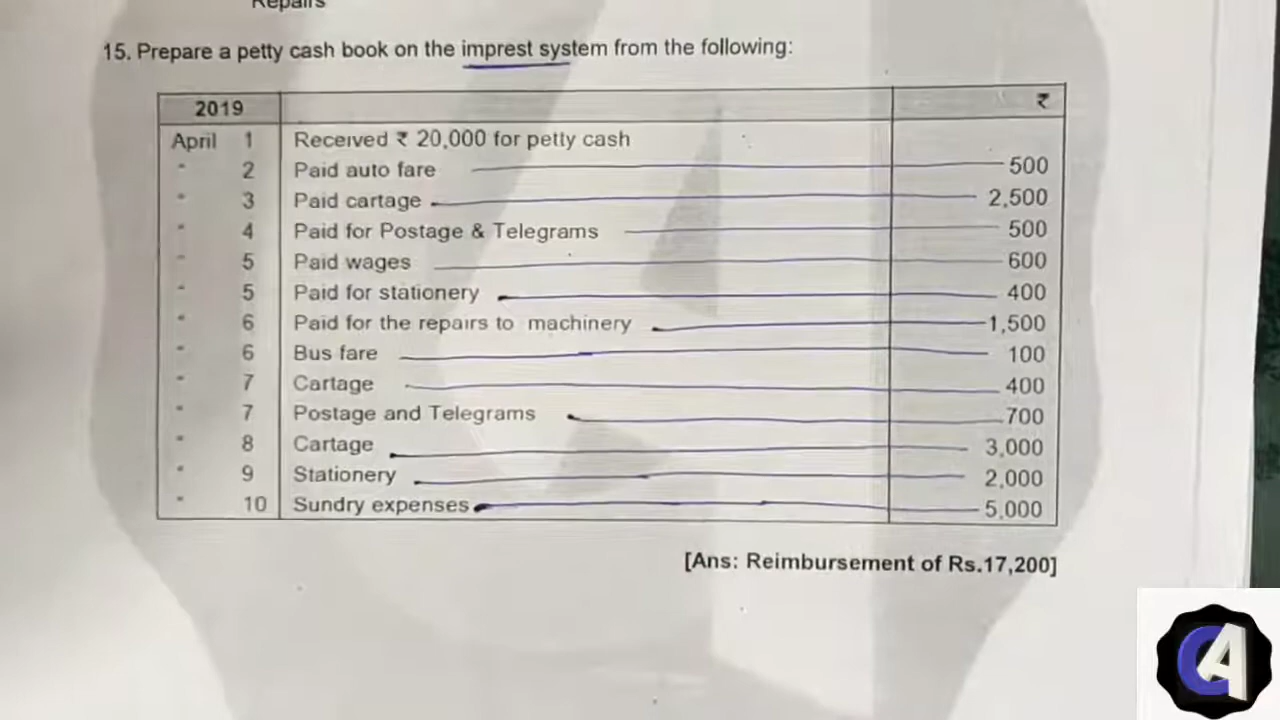 Repairs
15. Prepare a petty cash book on the imprest system from the following:
2019 ₹
April 1 Received ₹ 20,000 for petty cash
" 2 Paid auto fare 500
" 3 Paid cartage 2,500
" 4 Paid for Postage & Telegrams 500
" 5 Paid wages 600
" 5 Paid for stationery 400
" 6 Paid for the repairs to machinery 1,500
" 6 Bus fare 100
" 7 Cartage 400
" 7 Postage and Telegrams 700
" 8 Cartage 3,000
" 9 Stationery 2,000
" 10 Sundry expenses 5,000
[Ans: Reimbursement of Rs.17,200]
CA